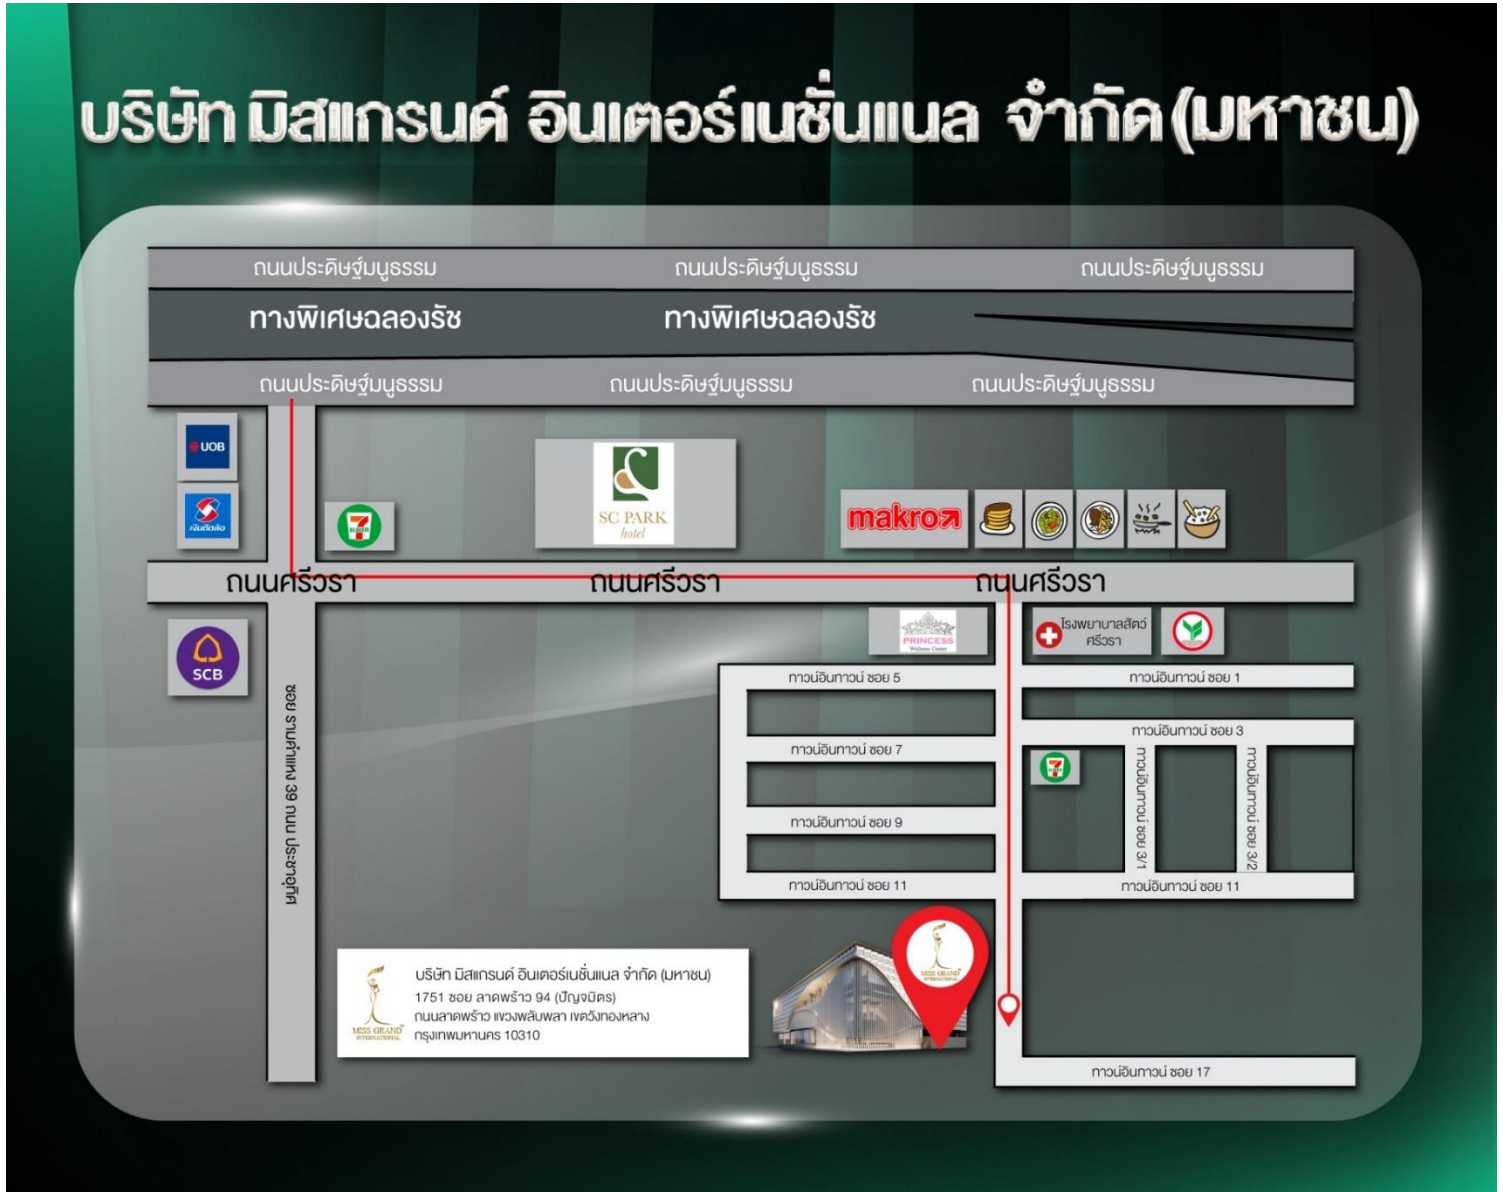 บริษัท มิสแกรนด์ อินเตอร์เนชั่นแนล จำกัด (มหาชน)
ถนนประดิษฐ์มนูธรรม
ถนนประดิษฐ์มนูธรรม
ถนนประดิษฐ์มนูธรรม
ทางพิเศษฉลองรัช
ทางพิเศษฉลองรัช
ถนนประดิษฐ์มนูธรรม
ถนนประดิษฐ์มนูธรรม
ถนนประดิษฐ์มนูธรรม
UOB
เงินติดล้อ
7
ELEVEN
SC PARK
hotel
makro
ถนนศรีวรา
ถนนศรีวรา
ถนนศรีวรา
SCB
PRINCESS
Wellness Center
โรงพยาบาลสัตว์
ศรีวรา
ทาวน์อินทาวน์ ซอย 5
ทาวน์อินทาวน์ ซอย 1
ซอย รามคำแหง 39 ถนน ประชาอุทิศ
ทาวน์อินทาวน์ ซอย 3
ทาวน์อินทาวน์ ซอย 7
7
ELEVEN
ทาวน์อินทาวน์ ซอย 3/1
ทาวน์อินทาวน์ ซอย 3/2
ทาวน์อินทาวน์ ซอย 9
ทาวน์อินทาวน์ ซอย 11
ทาวน์อินทาวน์ ซอย 11
MISS GRAND
INTERNATIONAL
MISS GRAND
INTERNATIONAL
บริษัท มิสแกรนด์ อินเตอร์เนชั่นแนล จำกัด (มหาชน)
1751 ซอย ลาดพร้าว 94 (ปัญจมิตร)
ถนนลาดพร้าว แขวงพลับพลา เขตวังทองหลาง
กรุงเทพมหานคร 10310
ทาวน์อินทาวน์ ซอย 17